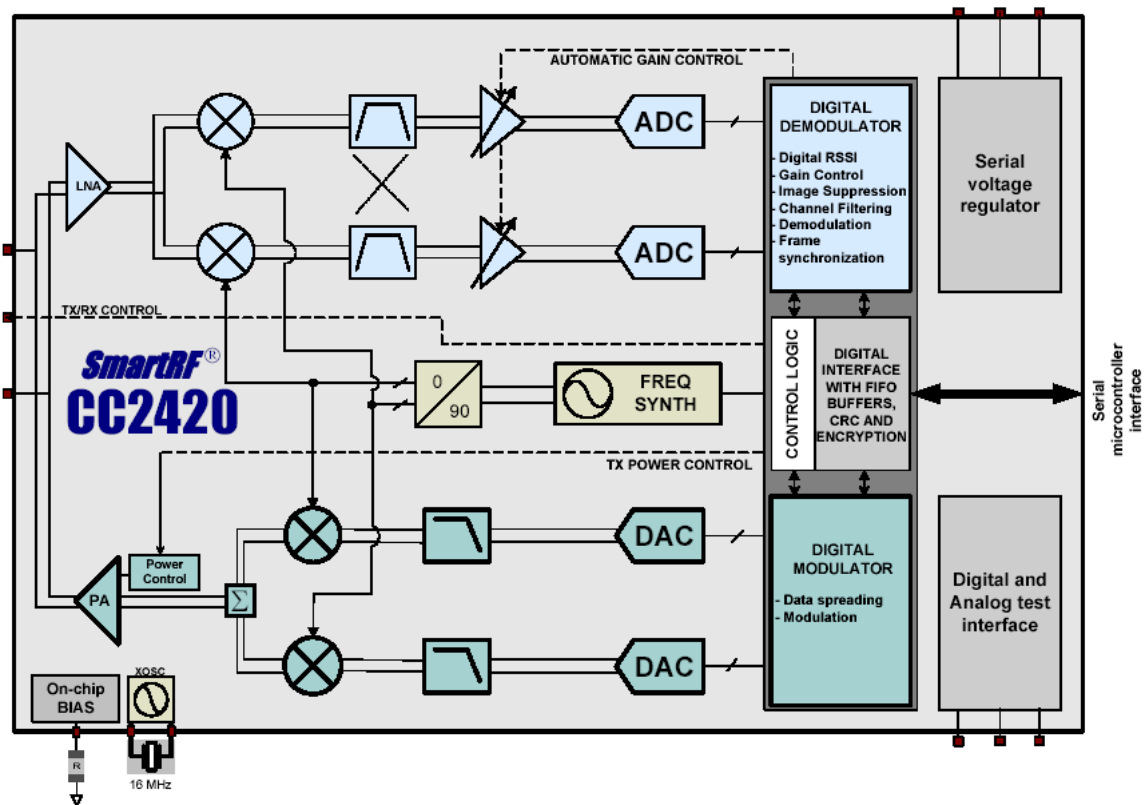 AUTOMATIC GAIN CONTROL
LNA
ADC
ADC
DIGITAL
DEMODULATOR
- Digital RSSI
- Gain Control
- Image Suppression
- Channel Filtering
- Demodulation
- Frame
synchronization
Serial
voltage
regulator
TX/RX CONTROL
SmartRF®
CC2420
0
90
FREQ
SYNTH
CONTROL LOGIC
DIGITAL
INTERFACE
WITH FIFO
BUFFERS,
CRC AND
ENCRYPTION
Serial
microcontroller
interface
TX POWER CONTROL
Power
Control
PA
Σ
DAC
DAC
DIGITAL
MODULATOR
- Data spreading
- Modulation
Digital and
Analog test
interface
On-chip
BIAS
XOSC
R
16 MHz